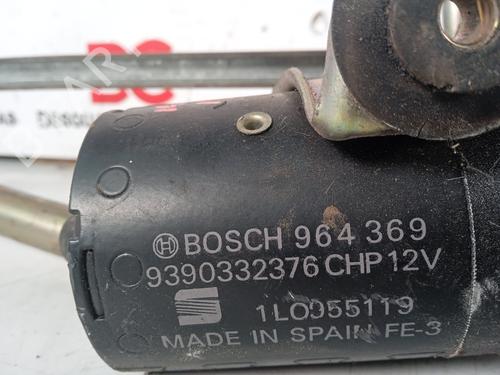 BOSCH 964 369
9390332376 CHP 12V
1L0955119
MADE IN SPAIN FE-3